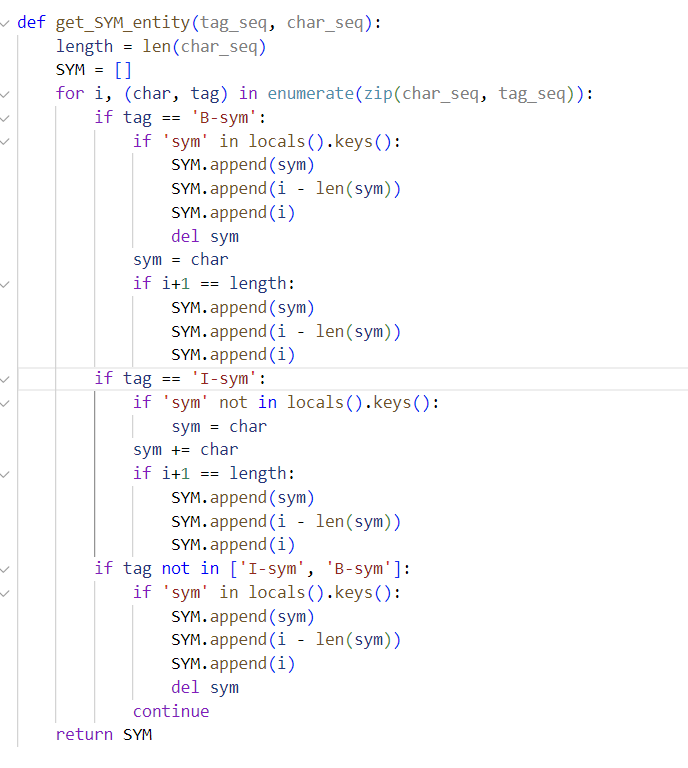 def get_SYM_entity(tag_seq, char_seq):
    length = len(char_seq)
    SYM = []
    for i, (char, tag) in enumerate(zip(char_seq, tag_seq)):
        if tag == 'B-sym':
            if 'sym' in locals().keys():
                SYM.append(sym)
                SYM.append(i - len(sym))
                SYM.append(i)
                del sym
            sym = char
            if i+1 == length:
                SYM.append(sym)
                SYM.append(i - len(sym))
                SYM.append(i)
        if tag == 'I-sym':
            if 'sym' not in locals().keys():
                sym = char
            sym += char
            if i+1 == length:
                SYM.append(sym)
                SYM.append(i - len(sym))
                SYM.append(i)
        if tag not in ['I-sym', 'B-sym']:
            if 'sym' in locals().keys():
                SYM.append(sym)
                SYM.append(i - len(sym))
                SYM.append(i)
                del sym
            continue
    return SYM